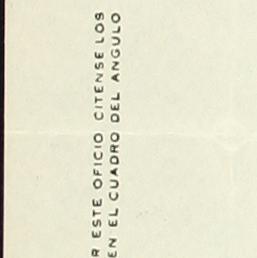 R ESTE OFICIO CITENSE LOS
EN EL CUADRO DEL ANGULO